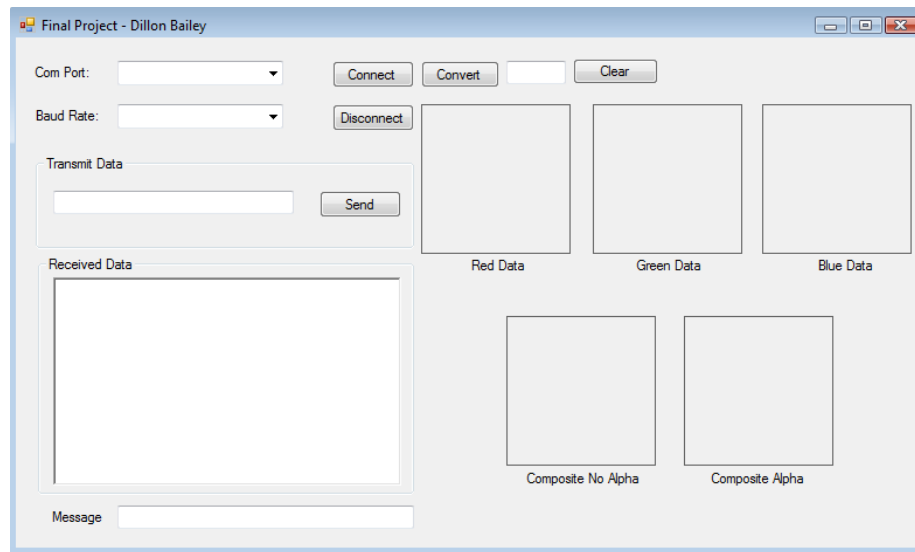 Final Project - Dillon Bailey
Com Port:
Connect
Convert
Clear
Baud Rate:
Disconnect
Transmit Data
Send
Received Data
Red Data
Green Data
Blue Data
Composite No Alpha
Composite Alpha
Message